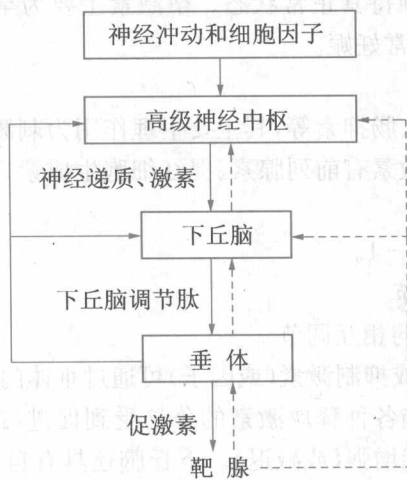 神经冲动和细胞因子
高级神经中枢
神经递质、激素
下丘脑
下丘脑调节肽
垂体
促激素
靶腺